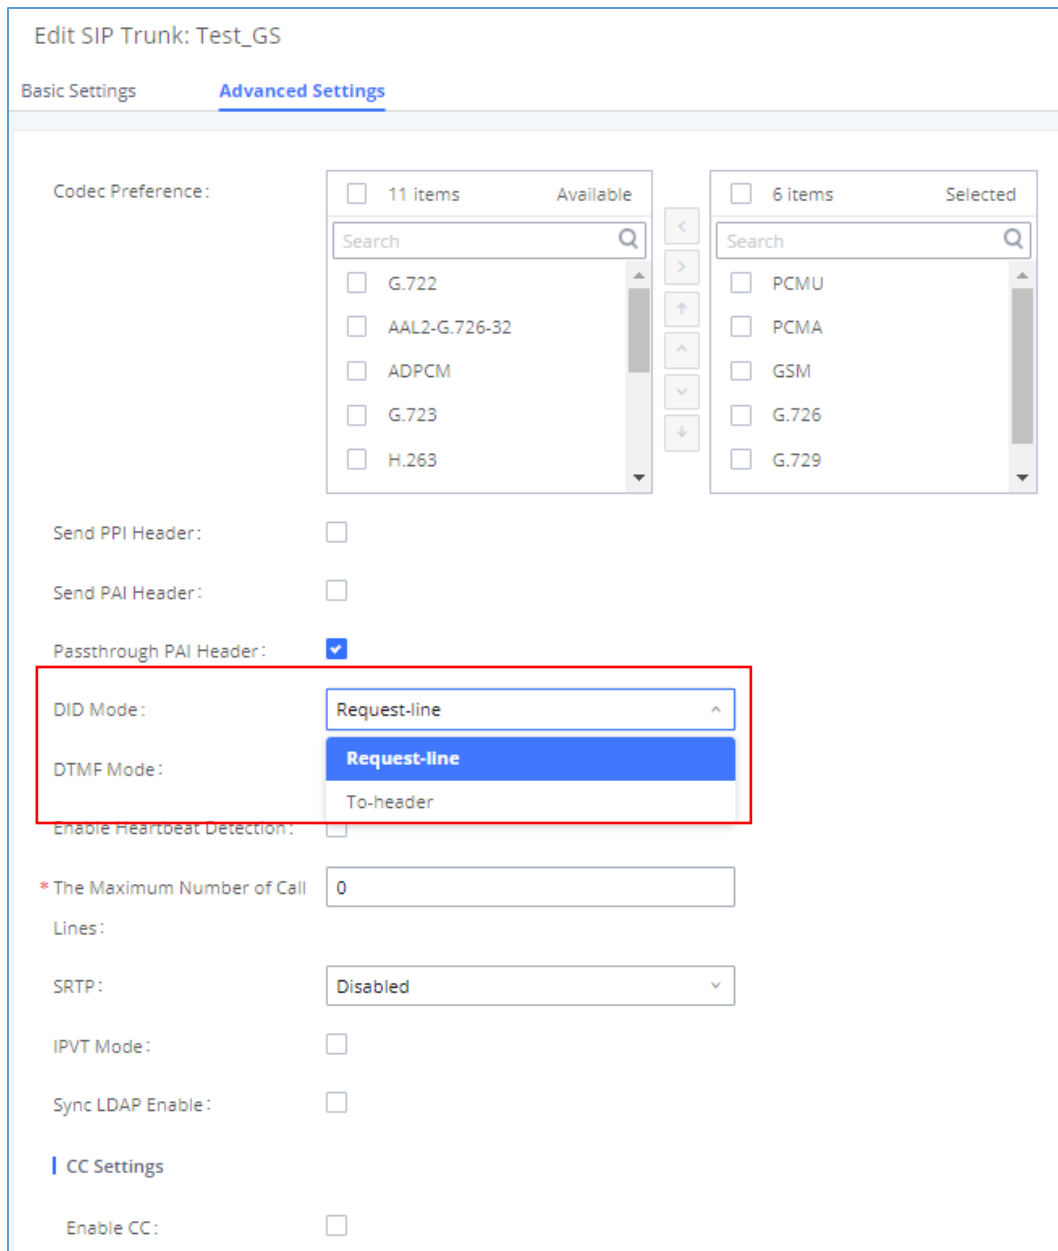 Edit SIP Trunk: Test_GS
Basic Settings Advanced Settings
Codec Preference:
11 items Available
Search
G.722
AAL2-G.726-32
ADPCM
G.723
H.263
6 items Selected
Search
PCMU
PCMA
GSM
G.726
G.729
Send PPI Header:
Send PAI Header:
Passthrough PAI Header:
DID Mode: Request-line
Request-line
To-header
DTMF Mode:
Enable Heartbeat Detection:
* The Maximum Number of Call
Lines:
0
SRTP: Disabled
IPVT Mode:
Sync LDAP Enable:
CC Settings
Enable CC: